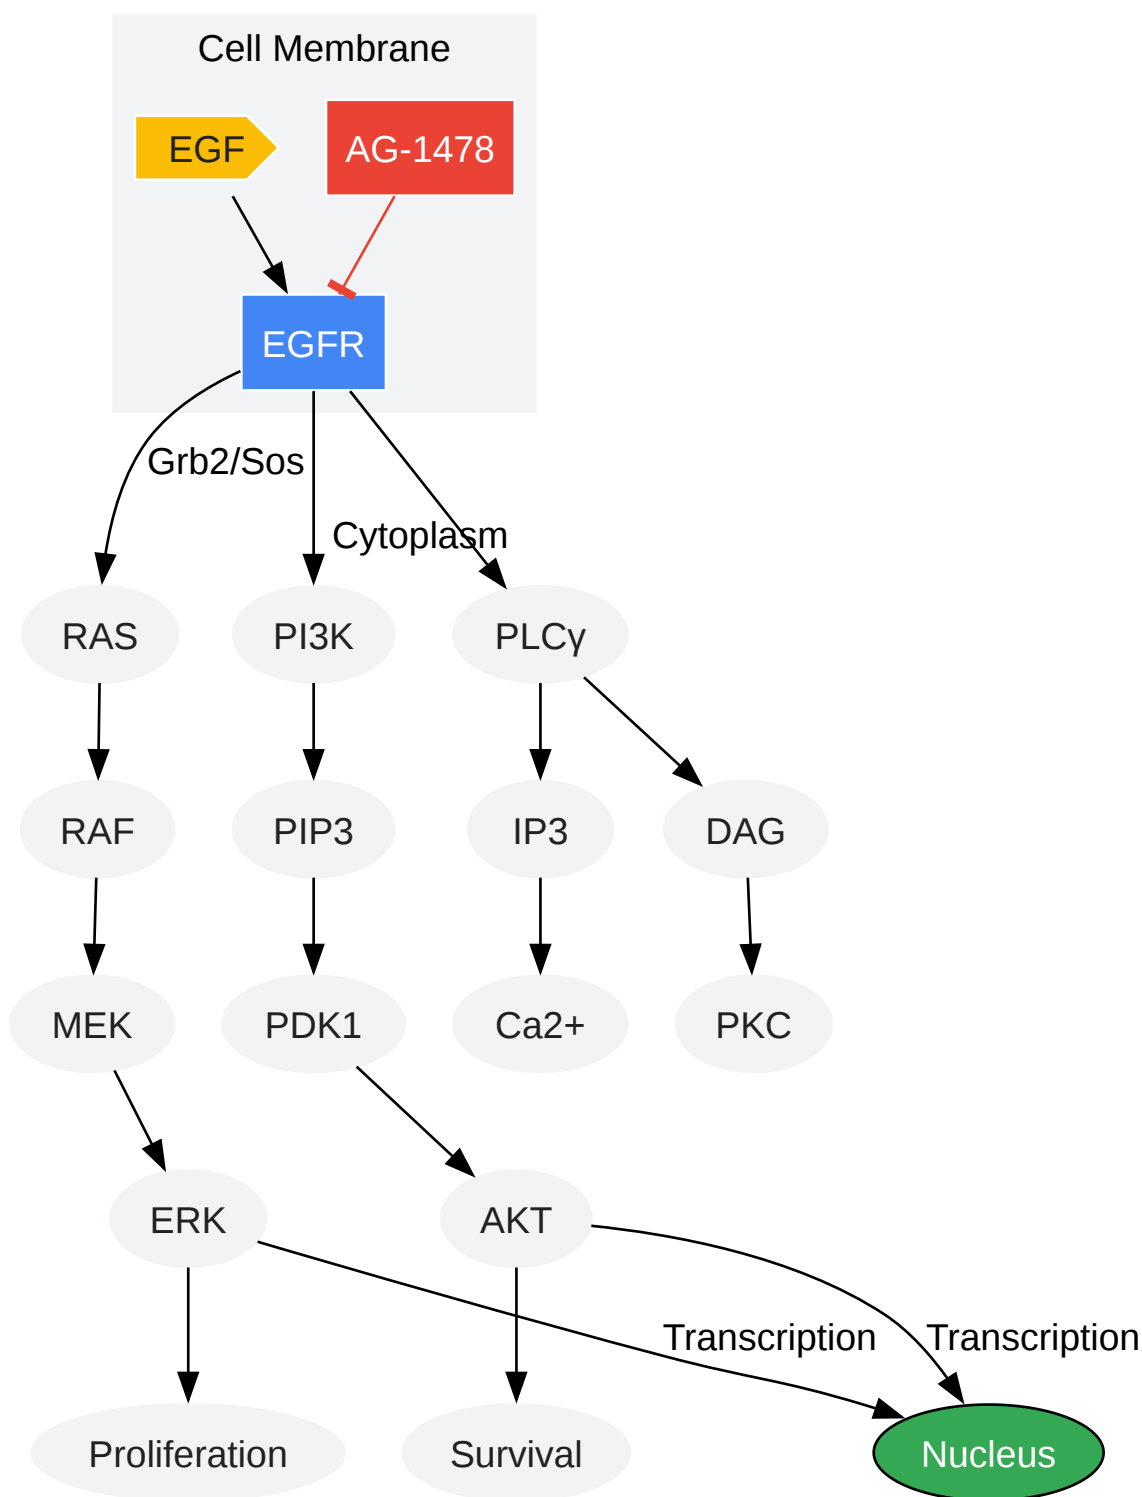 Cell Membrane
EGF
AG-1478
EGFR
Grb2/Sos
Cytoplasm
RAS
PI3K
PLCγ
RAF
PIP3
IP3
DAG
MEK
PDK1
Ca2+
PKC
ERK
AKT
Transcription
Transcription
Proliferation
Survival
Nucleus